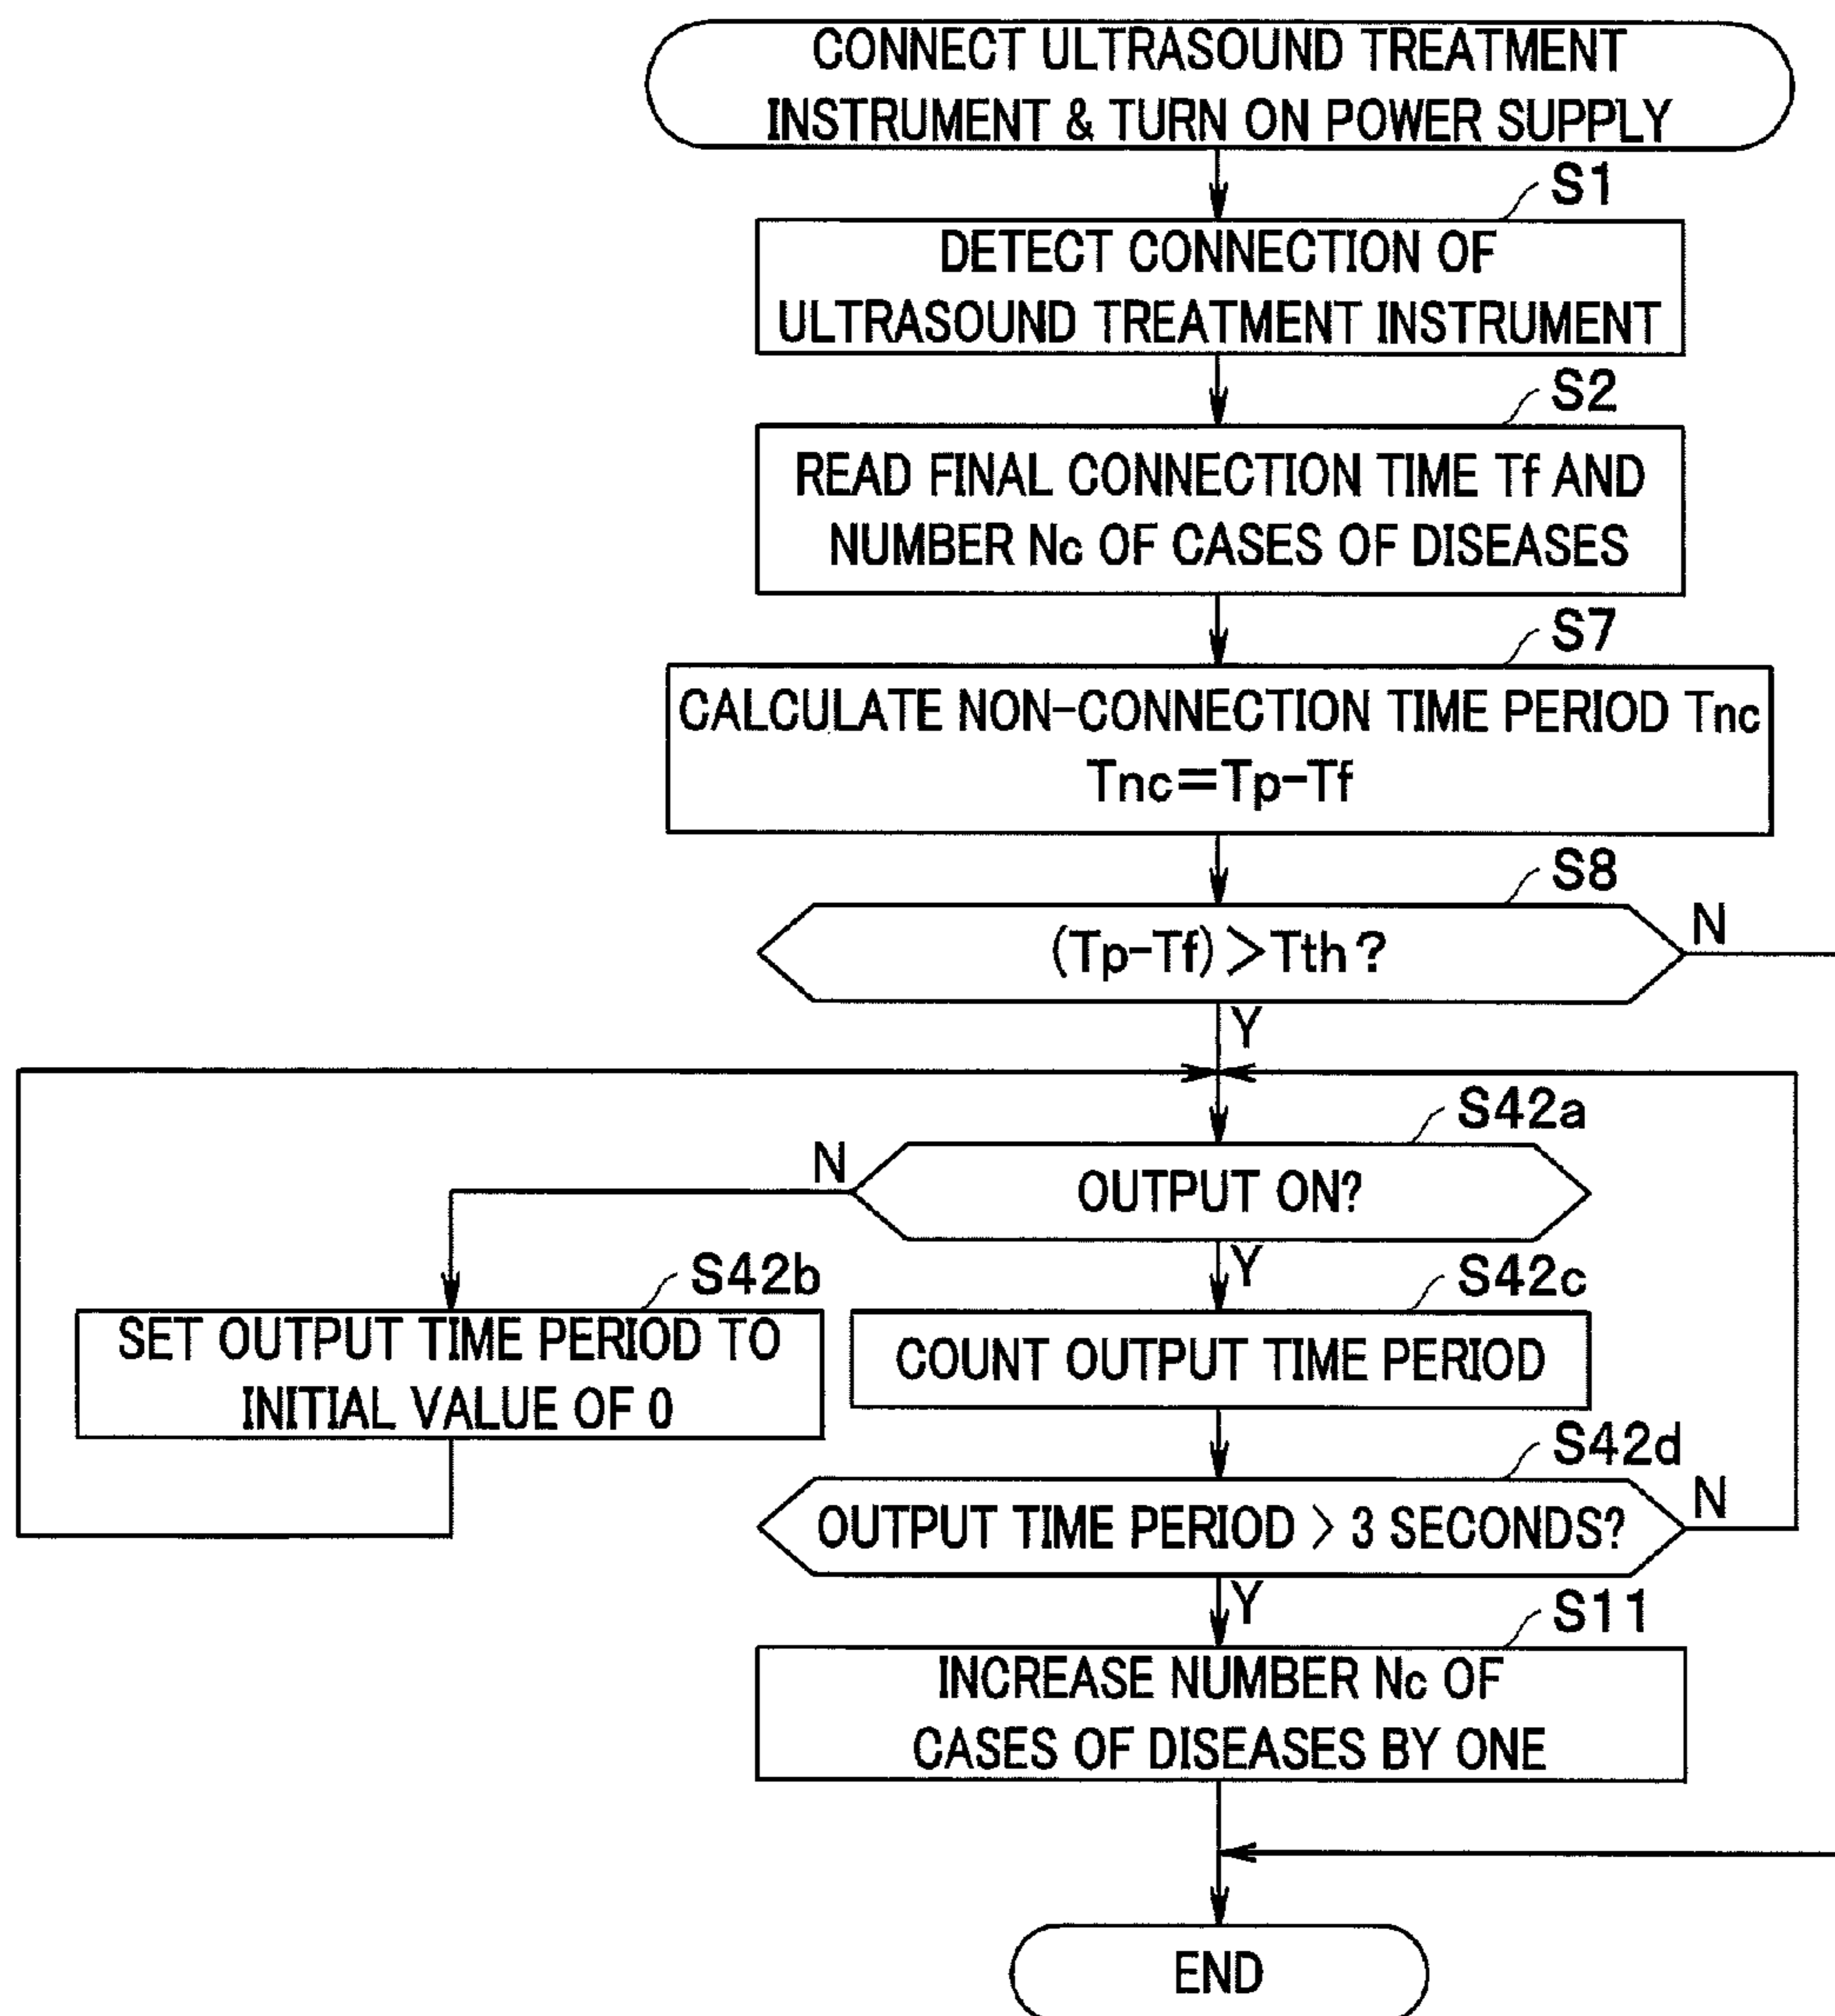 CONNECT ULTRASOUND TREATMENT
INSTRUMENT & TURN ON POWER SUPPLY
S1
DETECT CONNECTION OF
ULTRASOUND TREATMENT INSTRUMENT
S2
READ FINAL CONNECTION TIME Tf AND
NUMBER Nc OF CASES OF DISEASES
S7
CALCULATE NON-CONNECTION TIME PERIOD Tnc
Tnc=Tp-Tf
S8
(Tp-Tf)>Tth?
N
Y
S42a
N
OUTPUT ON?
Y
S42b
S42c
SET OUTPUT TIME PERIOD TO
INITIAL VALUE OF 0
COUNT OUTPUT TIME PERIOD
S42d
OUTPUT TIME PERIOD > 3 SECONDS?
N
Y
S11
INCREASE NUMBER Nc OF
CASES OF DISEASES BY ONE
END